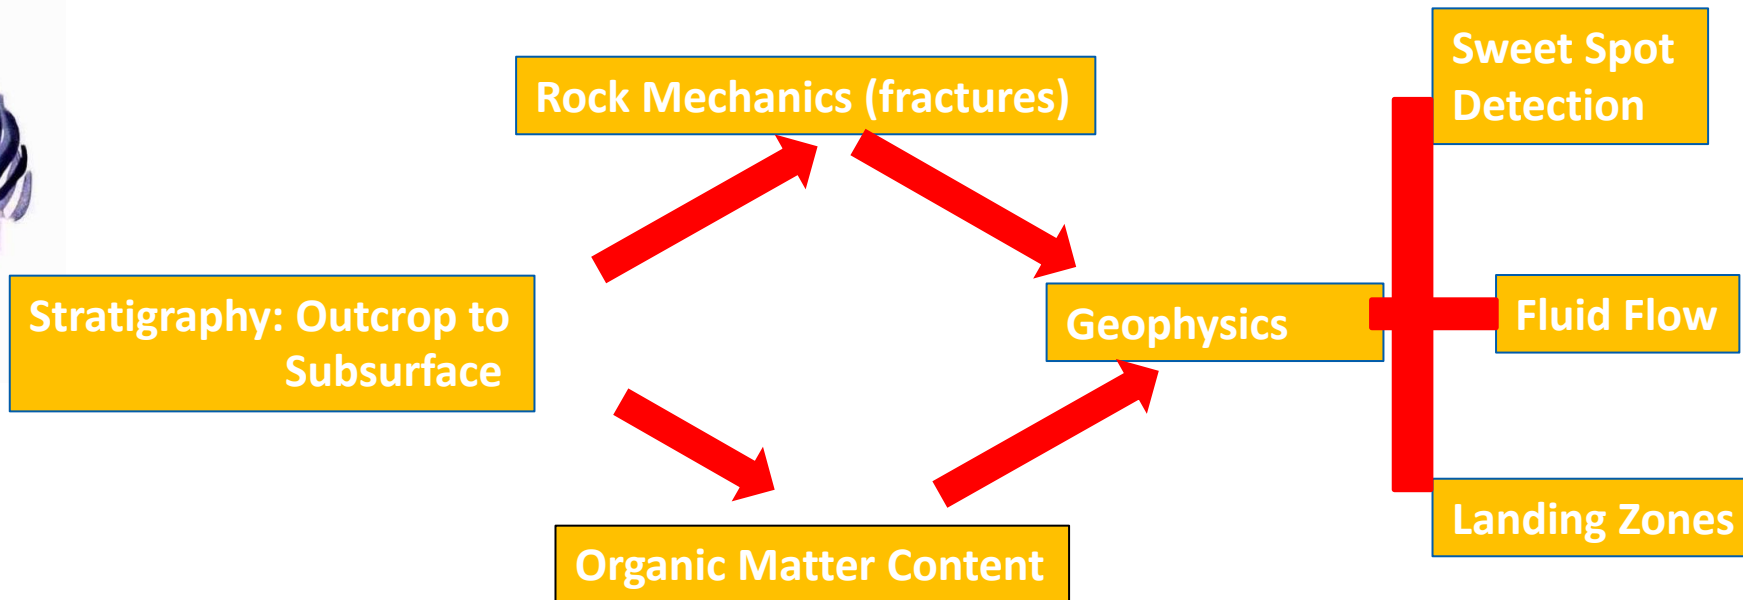 Sweet Spot
Detection
Rock Mechanics (fractures)
Stratigraphy: Outcrop to
Subsurface
Geophysics
Fluid Flow
Landing Zones
Organic Matter Content